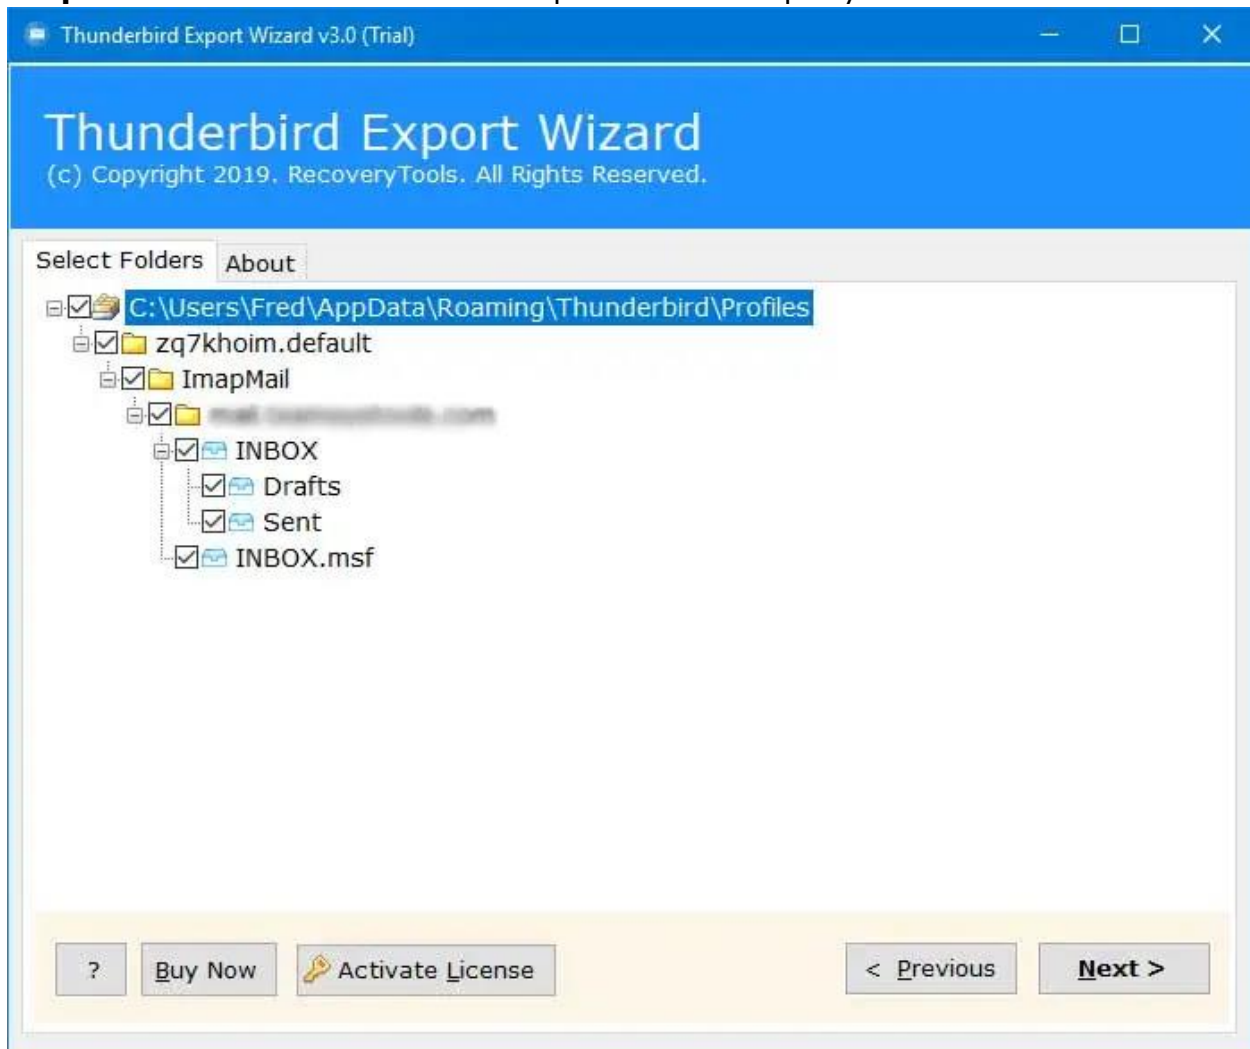 Thunderbird Export Wizard v3.0 (Trial)
Thunderbird Export Wizard
(c) Copyright 2019. RecoveryTools. All Rights Reserved.
Select Folders About
C:\Users\Fred\AppData\Roaming\Thunderbird\Profiles
zq7khoim.default
ImapMail
INBOX
Drafts
Sent
INBOX.msf
? Buy Now Activate License < Previous Next >